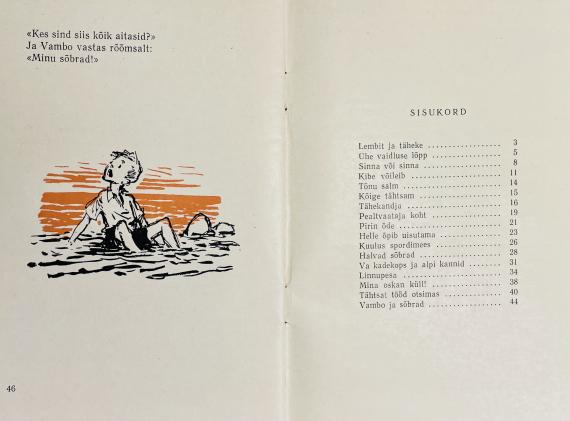 «Kes sind siis kõik aitasid?»
Ja Vambo vastas rõõmsalt:
«Minu sõbrad!»
46
SISUKORD
Lembit ja täheke .................. 3
Ühe vaidluse lõpp .................. 5
Sinna või sinna .................. 8
Kibe võileib .................. 11
Tõnu salm .................. 14
Kõige tähtsam .................. 15
Tähekandja .................. 16
Pealtvaataja koht .................. 19
Pirin õde .................. 21
Helle õpib uisutama .................. 23
Kuulus spordimees .................. 26
Halvad sõbrad .................. 28
Va kadekops ja alpi kannid ........ 31
Linnupesa .................. 34
Mina oskan küll! .................. 38
Tähtsat tööd otsimas .................. 40
Vambo ja sõbrad .................. 44